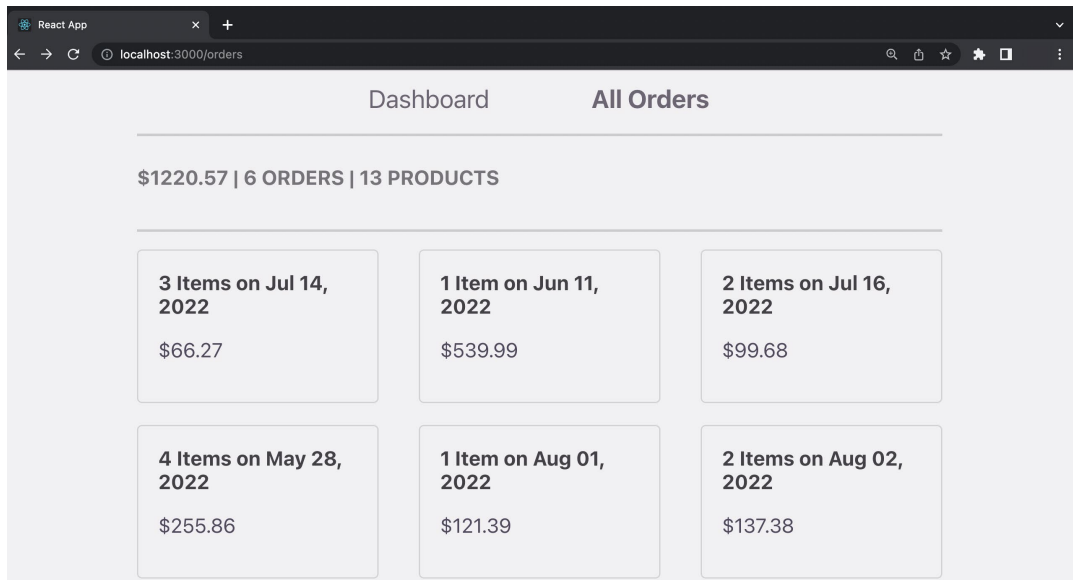 React App
localhost:3000/orders
Dashboard All Orders
$1220.57 | 6 ORDERS | 13 PRODUCTS
3 Items on Jul 14,
2022
$66.27
1 Item on Jun 11,
2022
$539.99
2 Items on Jul 16,
2022
$99.68
4 Items on May 28,
2022
$255.86
1 Item on Aug 01,
2022
$121.39
2 Items on Aug 02,
2022
$137.38